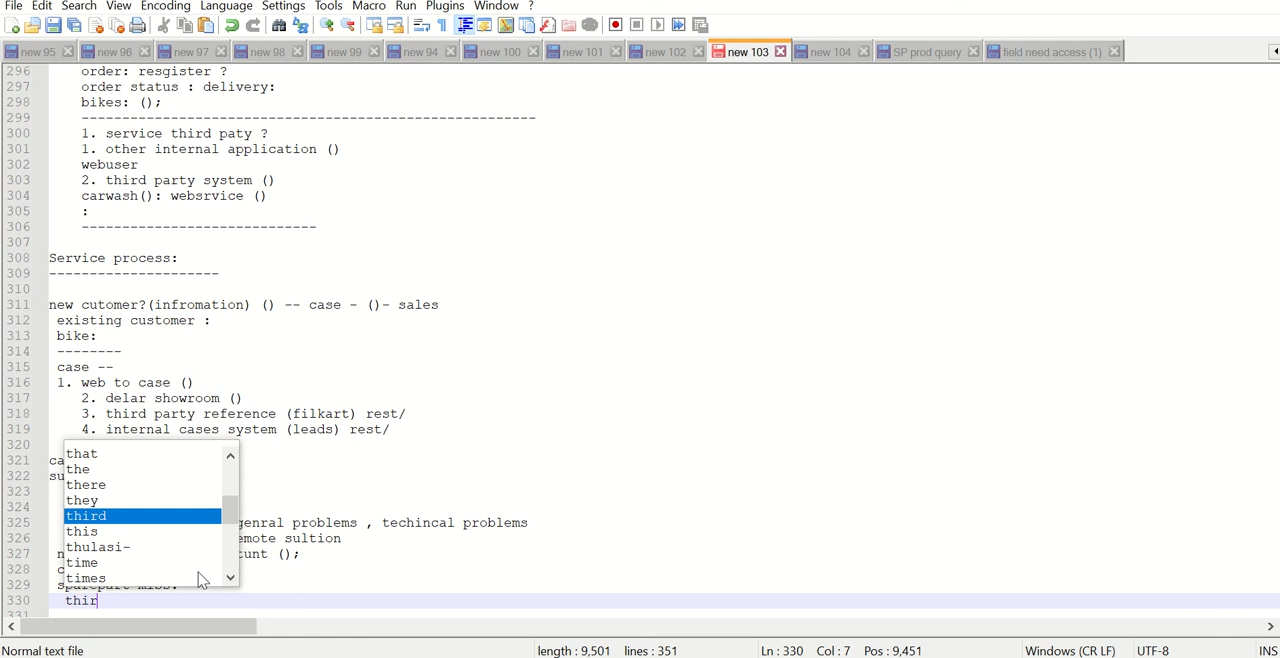 File Edit Search View Encoding Language Settings Tools Macro Run Plugins Window ?
new 95 new 96 new 97 new 98 new 99 new 94 new 100 new 101 new 102 new 103 new 104 SP prod query field need access (1)
296 order: resgister ?
297 order status : delivery:
298 bikes: ();
299 --------------------------------------------------------
300 1. service third paty ?
301 1. other internal application ()
302 webuser
303 2. third party system ()
304 carwash(): websrvice ()
305 :
306 -----------------------------
307
308 Service process:
309 ---------------------
310
311 new cutomer?(infromation) () -- case - ()- sales
312 existing customer :
313 bike:
314 --------
315 case --
316 1. web to case ()
317 2. delar showroom ()
318 3. third party reference (filkart) rest/
319 4. internal cases system (leads) rest/
320
321 ca
322 su
323
324
325 genral problems , techincal problems
326 emote sultion
327 n tunt ();
328 c
329 sparepart miss:
330 thir
331
that
the
there
they
third
this
thulasi-
time
times
Normal text file length : 9,501 lines : 351 Ln : 330 Col : 7 Pos : 9,451 Windows (CR LF) UTF-8 INS